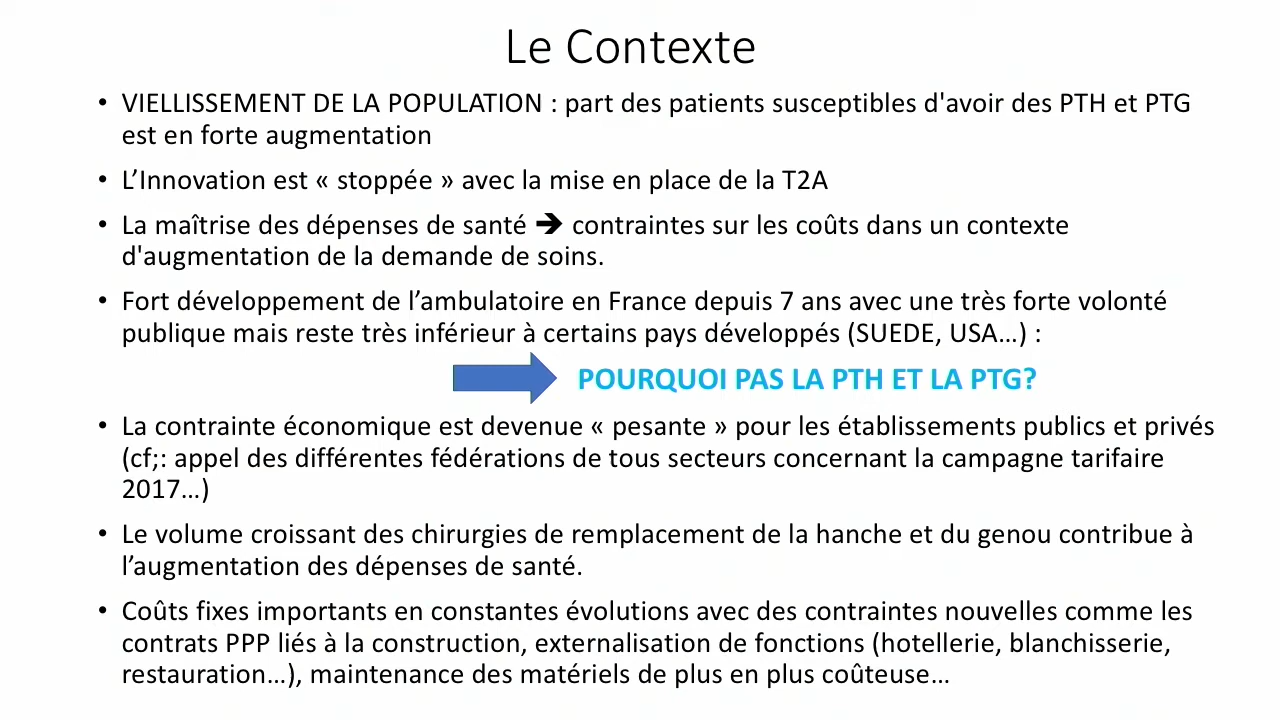 Le Contexte
• VIELLISSEMENT DE LA POPULATION : part des patients susceptibles d'avoir des PTH et PTG
est en forte augmentation
• L’Innovation est « stoppée » avec la mise en place de la T2A
• La maîtrise des dépenses de santé ➔ contraintes sur les coûts dans un contexte
d'augmentation de la demande de soins.
• Fort développement de l’ambulatoire en France depuis 7 ans avec une très forte volonté
publique mais reste très inférieur à certains pays développés (SUEDE, USA…) :
POURQUOI PAS LA PTH ET LA PTG?
• La contrainte économique est devenue « pesante » pour les établissements publics et privés
(cf;: appel des différentes fédérations de tous secteurs concernant la campagne tarifaire
2017…)
• Le volume croissant des chirurgies de remplacement de la hanche et du genou contribue à
l’augmentation des dépenses de santé.
• Coûts fixes importants en constantes évolutions avec des contraintes nouvelles comme les
contrats PPP liés à la construction, externalisation de fonctions (hotellerie, blanchisserie,
restauration…), maintenance des matériels de plus en plus coûteuse…